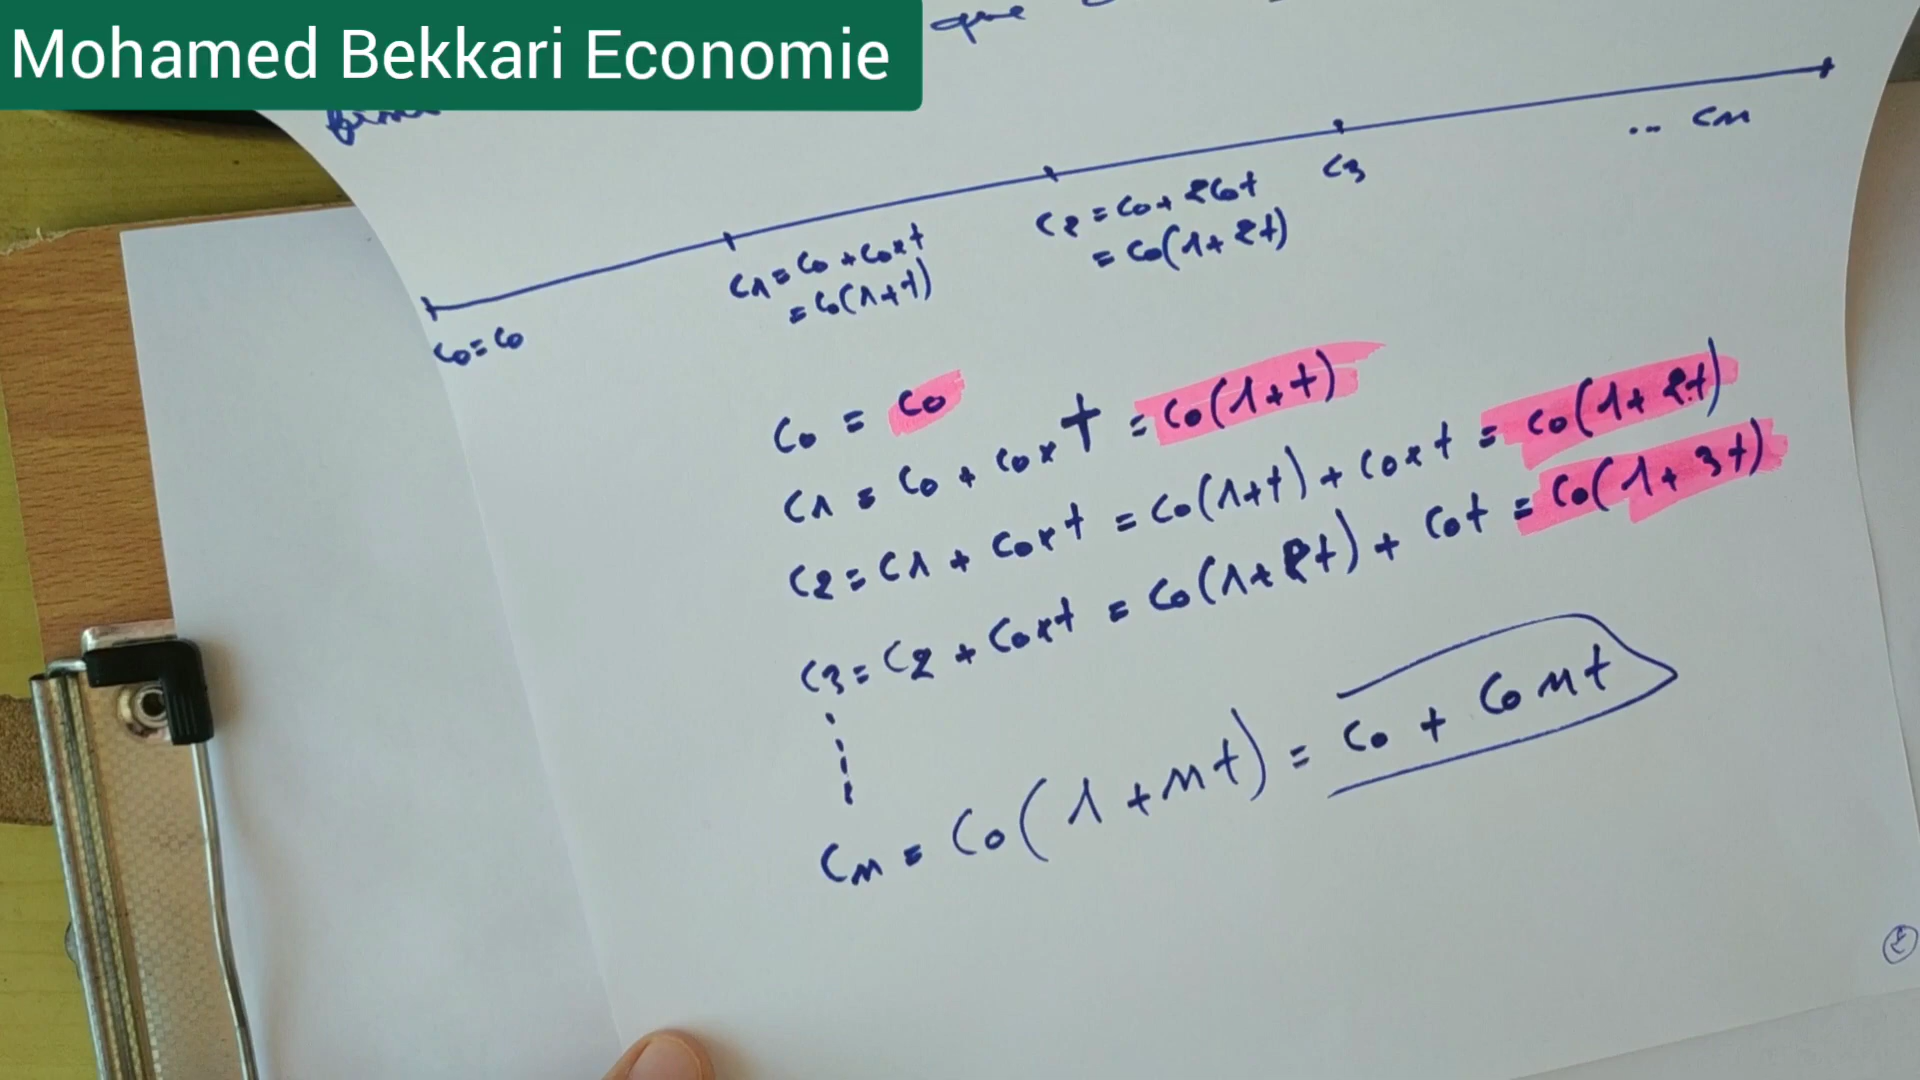 Mohamed Bekkari Economie
que
... Cn
C3
C2 = C0 + 2C0t
= C0(1+2t)
C1 = C0 + C0×t
= C0(1+t)
C0 = C0
C0 = C0
C1 = C0 + C0×t = C0(1+t)
C2 = C1 + C0×t = C0(1+t) + C0×t = C0(1+2t)
C3 = C2 + C0×t = C0(1+2t) + C0t = C0(1+3t)
Cn = C0(1+nt) = C0 + C0nt